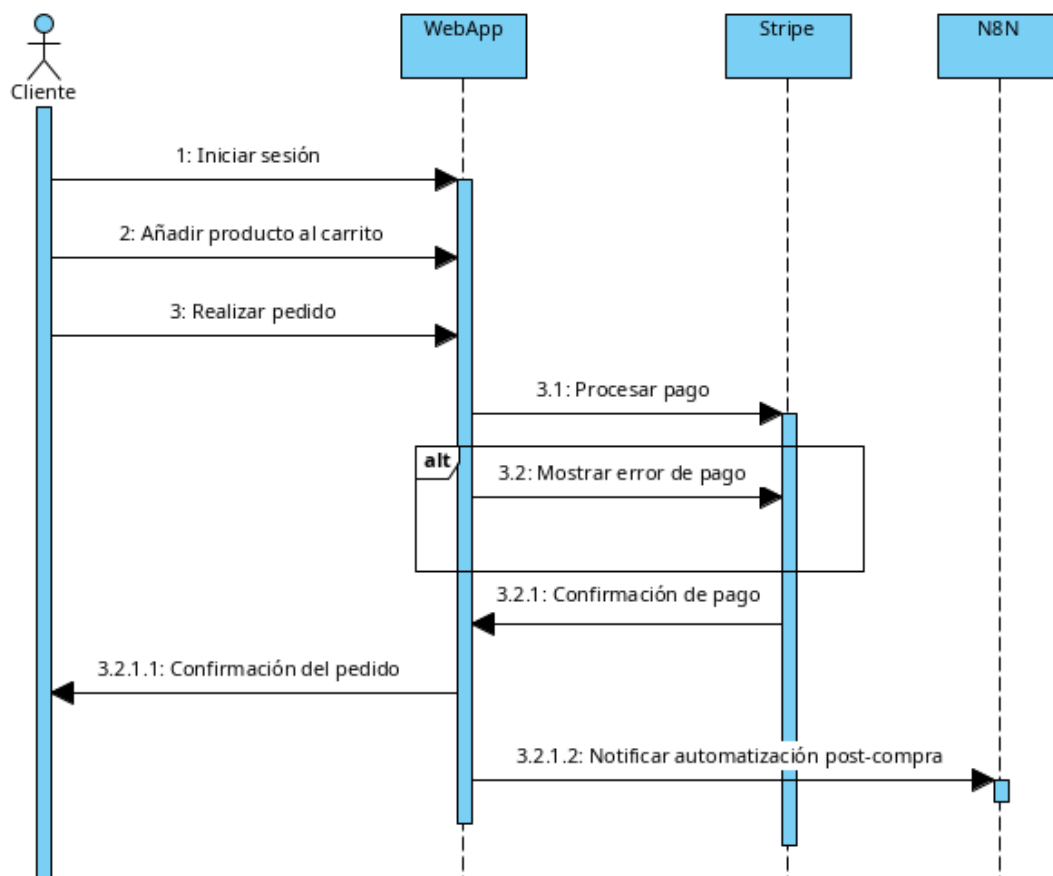 WebApp
Stripe
N8N
Cliente
1: Iniciar sesión
2: Añadir producto al carrito
3: Realizar pedido
3.1: Procesar pago
alt
3.2: Mostrar error de pago
3.2.1: Confirmación de pago
3.2.1.1: Confirmación del pedido
3.2.1.2: Notificar automatización post-compra